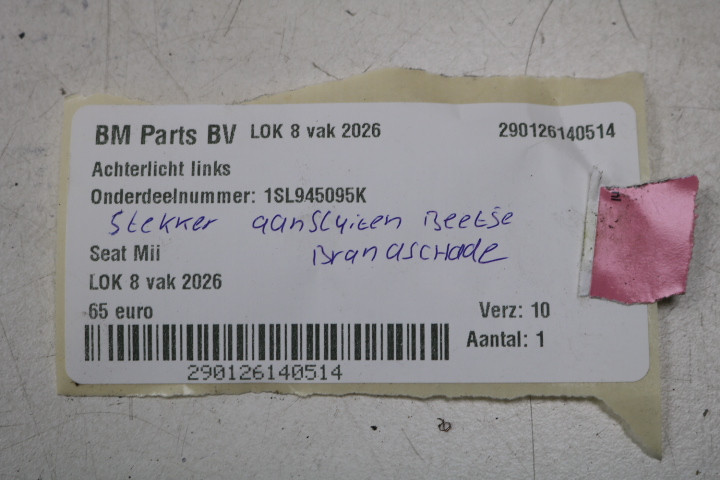 BM Parts BV LOK 8 vak 2026 290126140514
Achterlicht links
Onderdeelnummer: 1SL945095K
Stekker aansluiten Beetje
Brandschade
Seat Mii
LOK 8 vak 2026
65 euro Verz: 10
Aantal: 1
290126140514